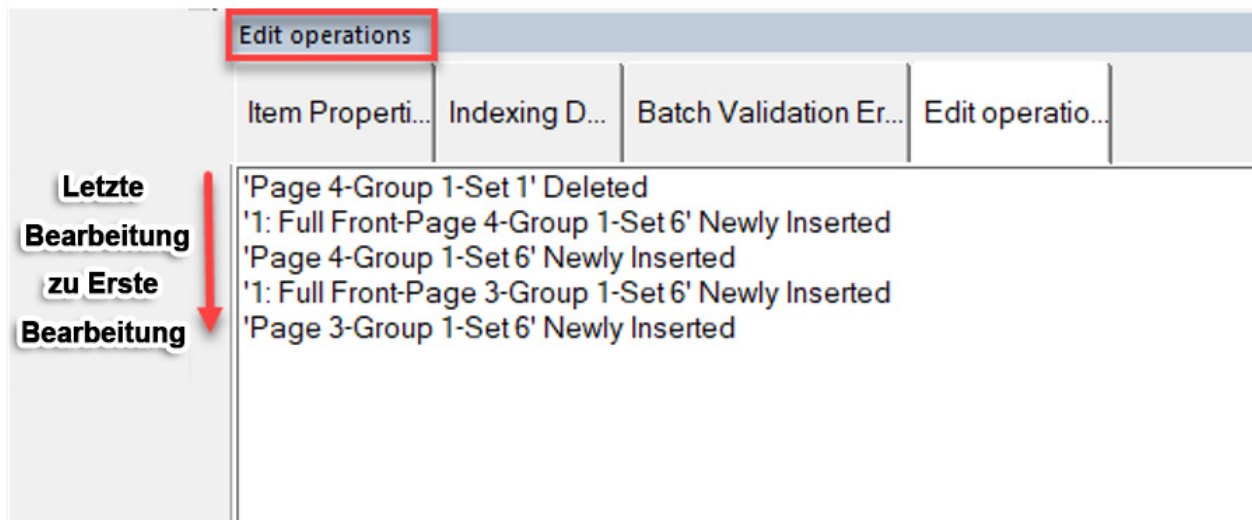 Edit operations
Item Properti... Indexing D... Batch Validation Er... Edit operatio...
Letzte
Bearbeitung
zu Erste
Bearbeitung
'Page 4-Group 1-Set 1' Deleted
'1: Full Front-Page 4-Group 1-Set 6' Newly Inserted
'Page 4-Group 1-Set 6' Newly Inserted
'1: Full Front-Page 3-Group 1-Set 6' Newly Inserted
'Page 3-Group 1-Set 6' Newly Inserted